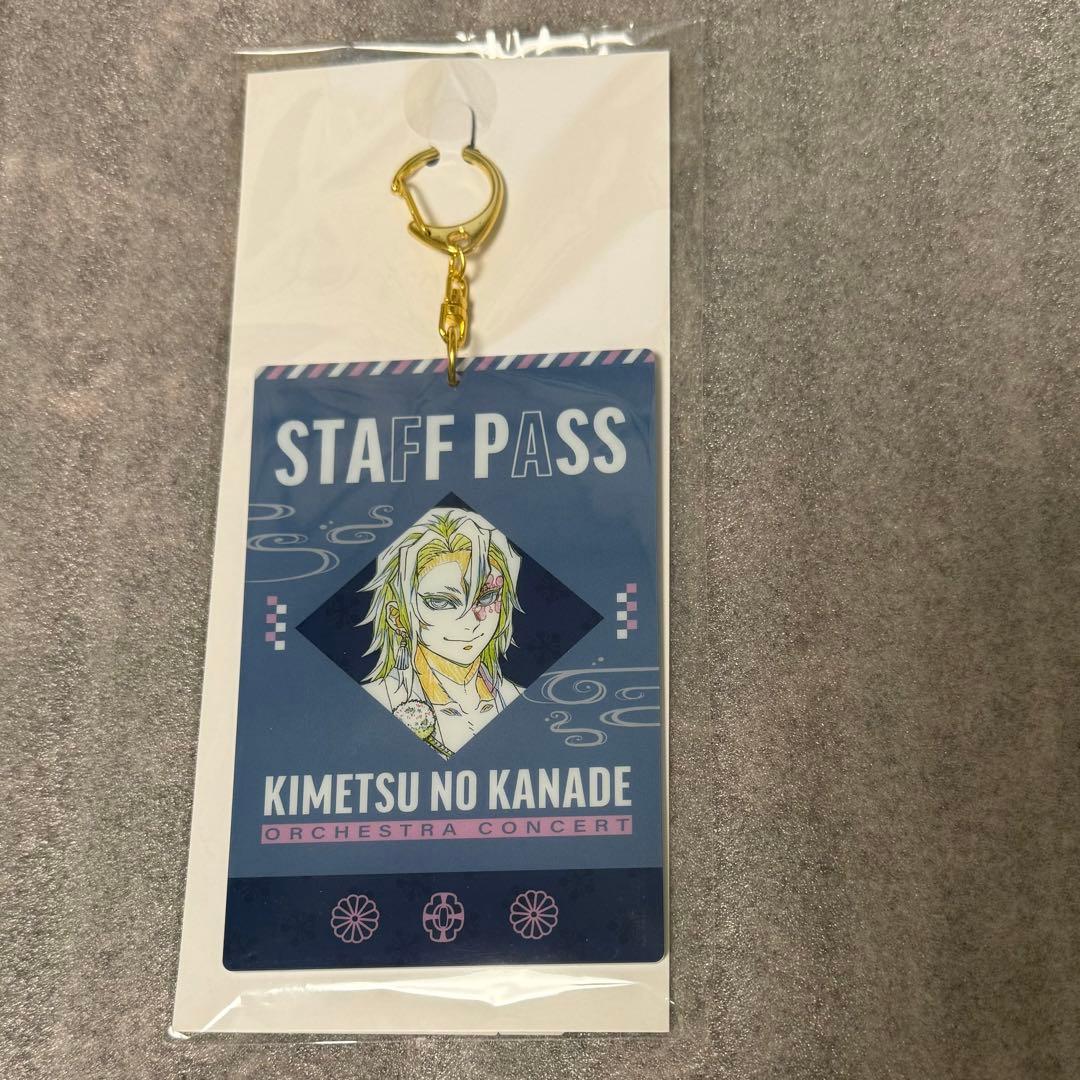 STAFF PASS
KIMETSU NO KANADE
ORCHESTRA CONCERT